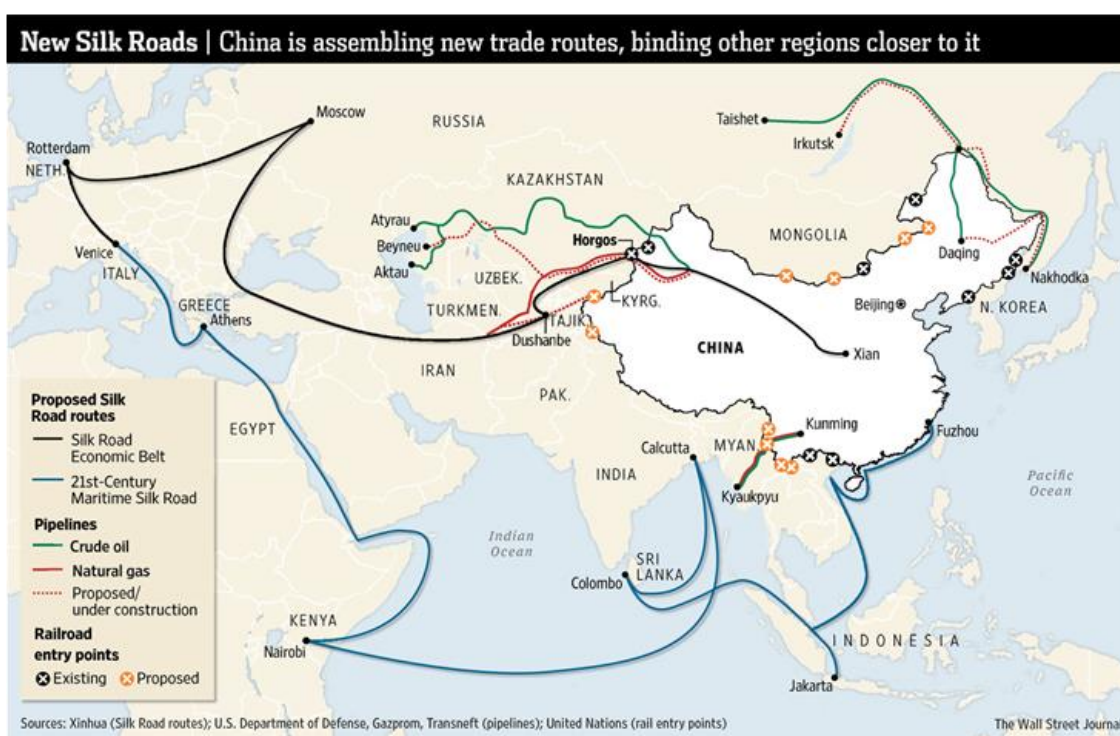 New Silk Roads | China is assembling new trade routes, binding other regions closer to it
Moscow
RUSSIA
Taishet
Irkutsk
Rotterdam
NETH.
KAZAKHSTAN
Atyrau
Beyneu
Aktau
Horgos
MONGOLIA
Daqing
Nakhodka
Venice
ITALY
UZBEK.
GREECE
Athens
TURKMEN.
KYRG.
TAJIK.
Dushanbe
Beijing
N. KOREA
CHINA
Xian
IRAN
PAK.
EGYPT
Calcutta
INDIA
MYAN.
Kunming
Fuzhou
Kyaukpyu
Pacific
Ocean
Indian
Ocean
SRI
LANKA
Colombo
KENYA
Nairobi
INDONESIA
Jakarta
Proposed Silk
Road routes
Silk Road
Economic Belt
21st-Century
Maritime Silk Road
Pipelines
Crude oil
Natural gas
Proposed/
under construction
Railroad
entry points
Existing
Proposed
Sources: Xinhua (Silk Road routes); U.S. Department of Defense, Gazprom, Transneft (pipelines); United Nations (rail entry points)
The Wall Street Journal